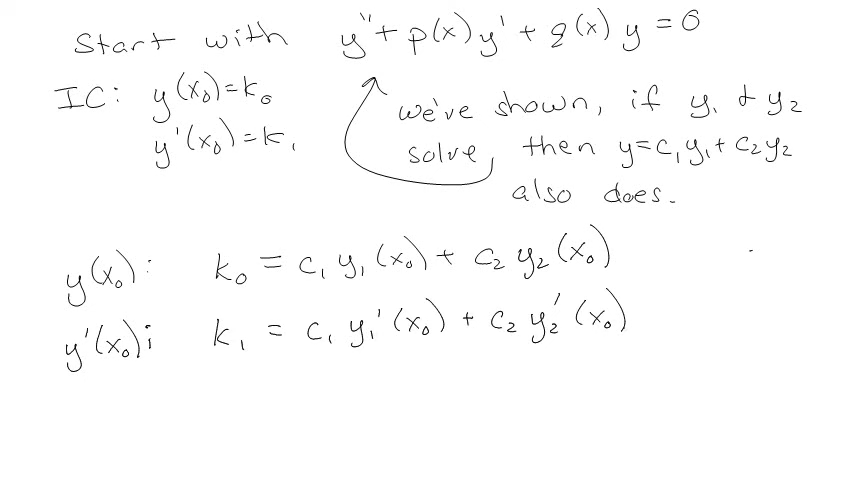 Start with y'' + p(x) y' + q(x) y = 0
IC: y(x₀) = k₀
y'(x₀) = k₁
we've shown, if y₁ & y₂
solve, then y = c₁y₁ + c₂y₂
also does.
y(x₀): k₀ = c₁ y₁(x₀) + c₂ y₂(x₀)
y'(x₀): k₁ = c₁ y₁'(x₀) + c₂ y₂'(x₀)